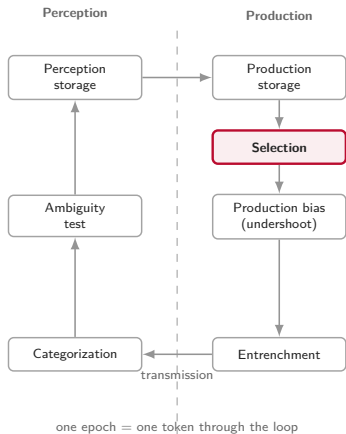 Perception
Production
Perception
storage
Production
storage
Selection
Ambiguity
test
Production bias
(undershoot)
Categorization
Entrenchment
transmission
one epoch = one token through the loop